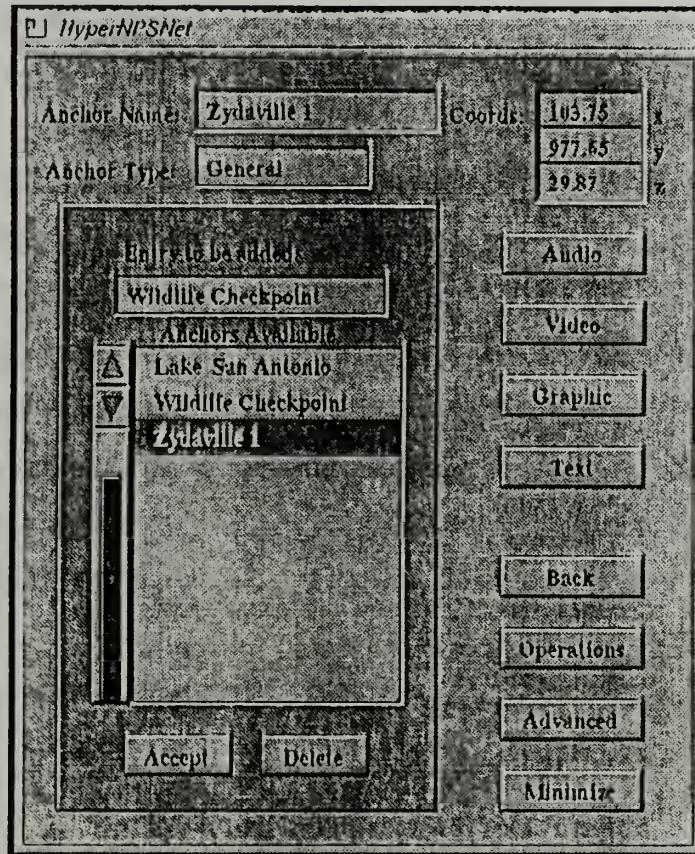 HyperNPSNet
Anchor Name: Zydaville 1 Coords: 103.75 x
977.65 y
Anchor Type: General
29.87 z
Entry to be added:
Wildlife Checkpoint
Anchors Available
Lake San Antonio
Wildlife Checkpoint
Zydaville 1
Accept
Delete
Audio
Video
Graphic
Text
Back
Operations
Advanced
Minimize